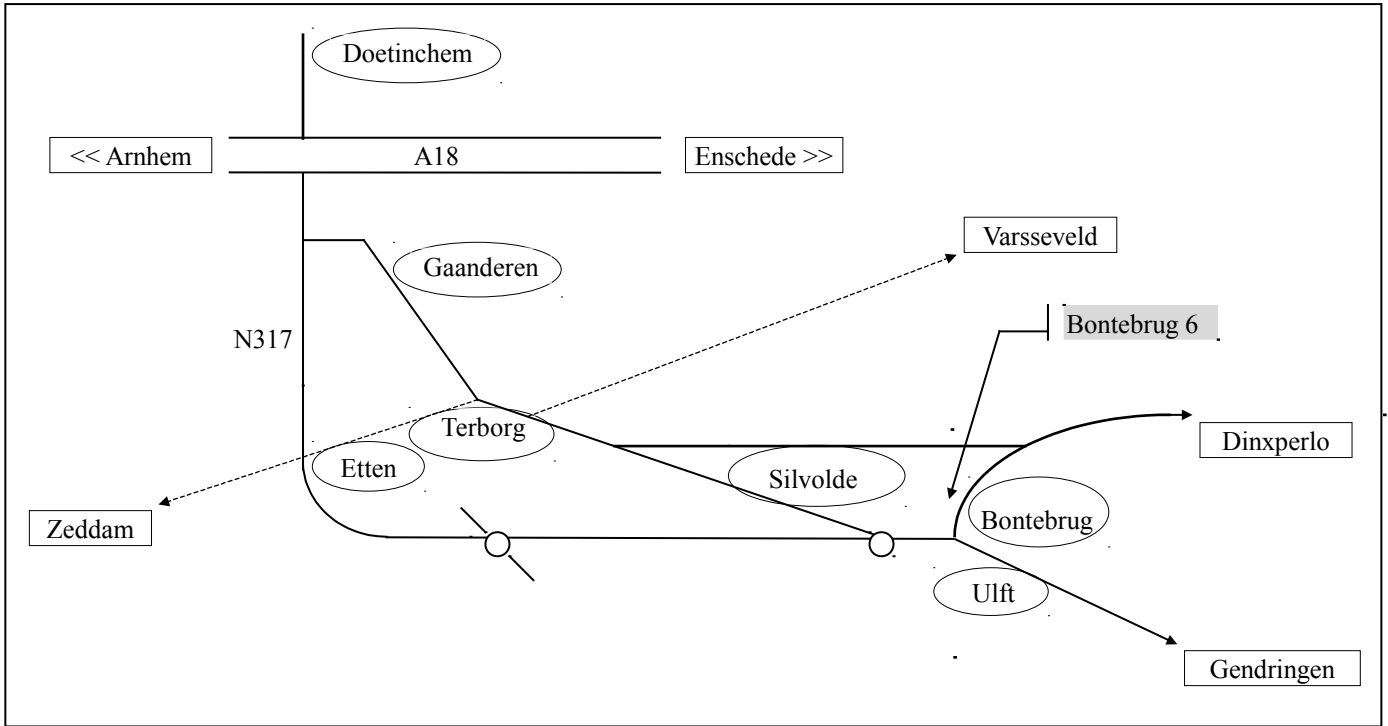 Doetinchem
<< Arnhem
A18
Enschede >>
Varsseveld
Gaanderen
Bontebrug 6
N317
Terborg
Dinxperlo
Etten
Silvolde
Zeddam
Bontebrug
Ulft
Gendringen